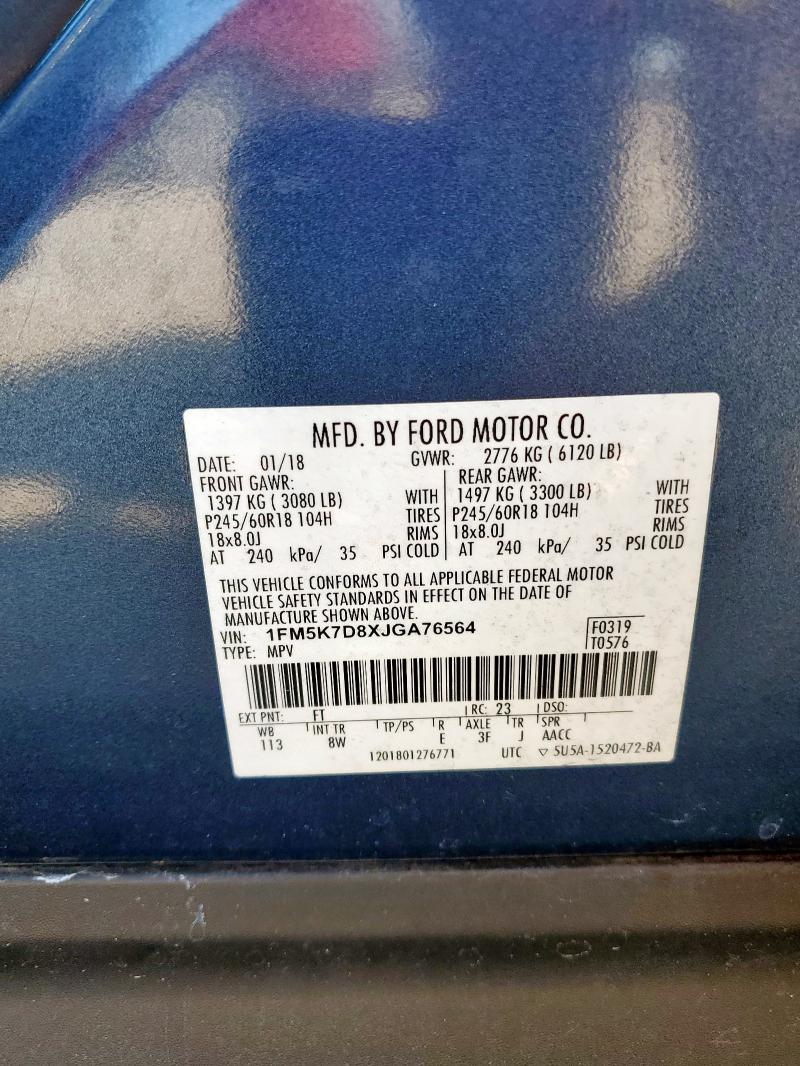 MFD. BY FORD MOTOR CO.
DATE: 01/18 GVWR: 2776 KG ( 6120 LB)
FRONT GAWR: REAR GAWR:
1397 KG ( 3080 LB) WITH 1497 KG ( 3300 LB) WITH
P245/60R18 104H TIRES P245/60R18 104H TIRES
18x8.0J RIMS 18x8.0J RIMS
AT 240 kPa/ 35 PSI COLD AT 240 kPa/ 35 PSI COLD
THIS VEHICLE CONFORMS TO ALL APPLICABLE FEDERAL MOTOR
VEHICLE SAFETY STANDARDS IN EFFECT ON THE DATE OF
MANUFACTURE SHOWN ABOVE.
VIN: 1FM5K7D8XJGA76564 F0319
TYPE: MPV T0576
EXT PNT: FT RC: 23 DSO:
WB INT TR TP/PS R AXLE TR SPR
113 8W E 3F J AACC
1201801276771 UTC ▽ 5U5A-1520472-BA